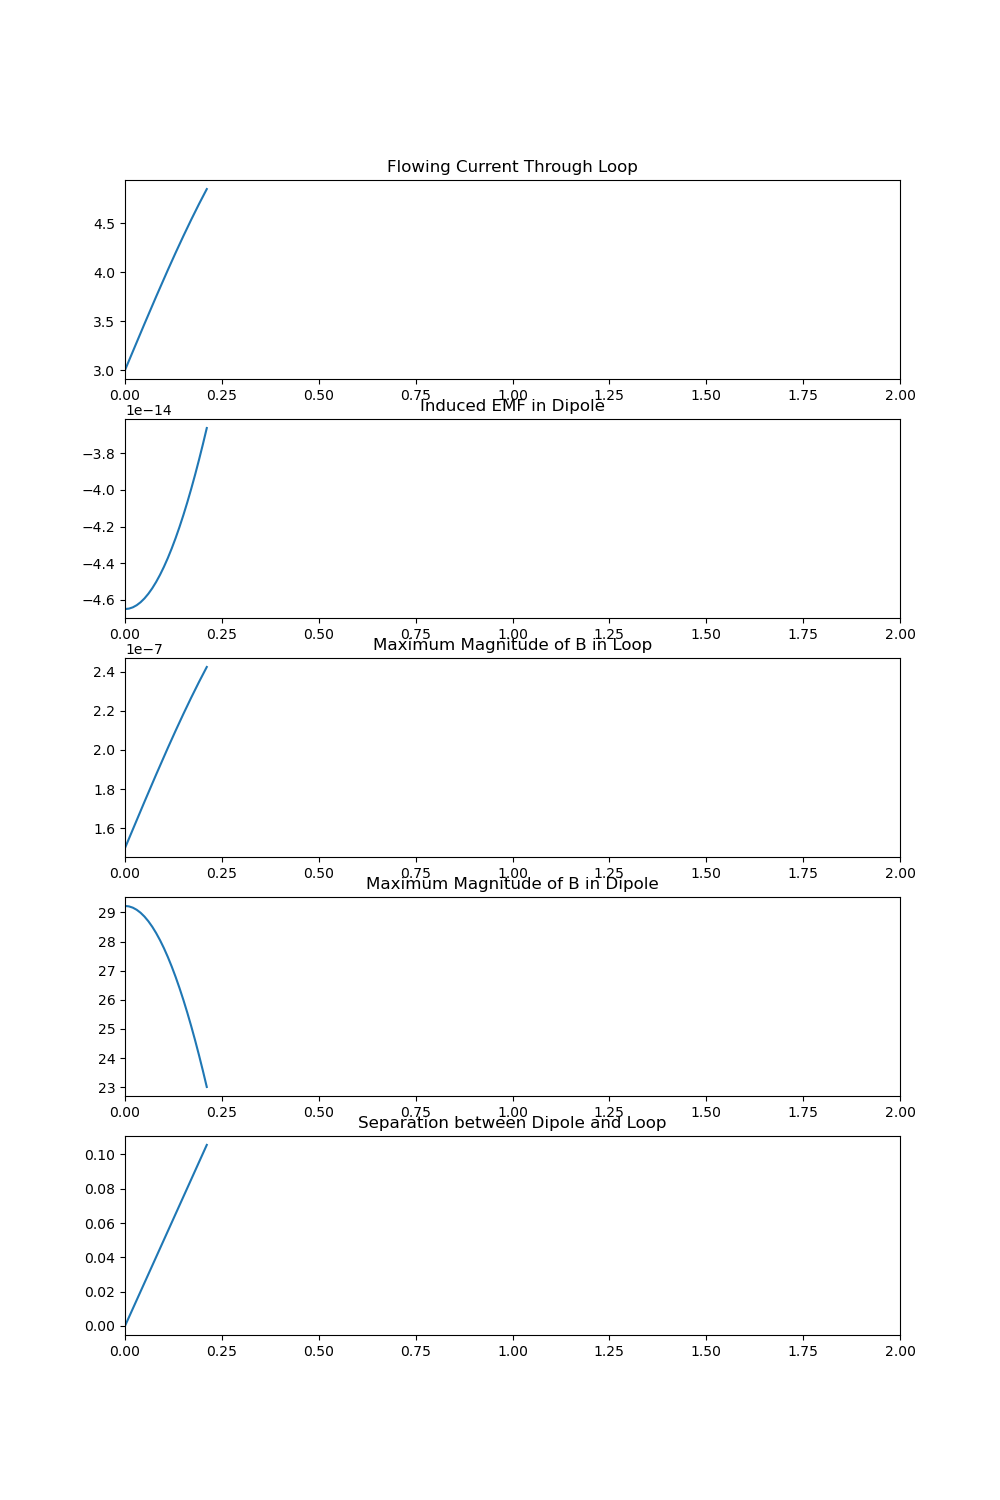 Flowing Current Through Loop
4.5
4.0
3.5
3.0
0.00 0.25 0.50 0.75 1.00 1.25 1.50 1.75 2.00
Induced EMF in Dipole
1e−14
−3.8
−4.0
−4.2
−4.4
−4.6
0.00 0.25 0.50 0.75 1.00 1.25 1.50 1.75 2.00
Maximum Magnitude of B in Loop
1e−7
2.4
2.2
2.0
1.8
1.6
0.00 0.25 0.50 0.75 1.00 1.25 1.50 1.75 2.00
Maximum Magnitude of B in Dipole
29
28
27
26
25
24
23
0.00 0.25 0.50 0.75 1.00 1.25 1.50 1.75 2.00
Separation between Dipole and Loop
0.10
0.08
0.06
0.04
0.02
0.00
0.00 0.25 0.50 0.75 1.00 1.25 1.50 1.75 2.00